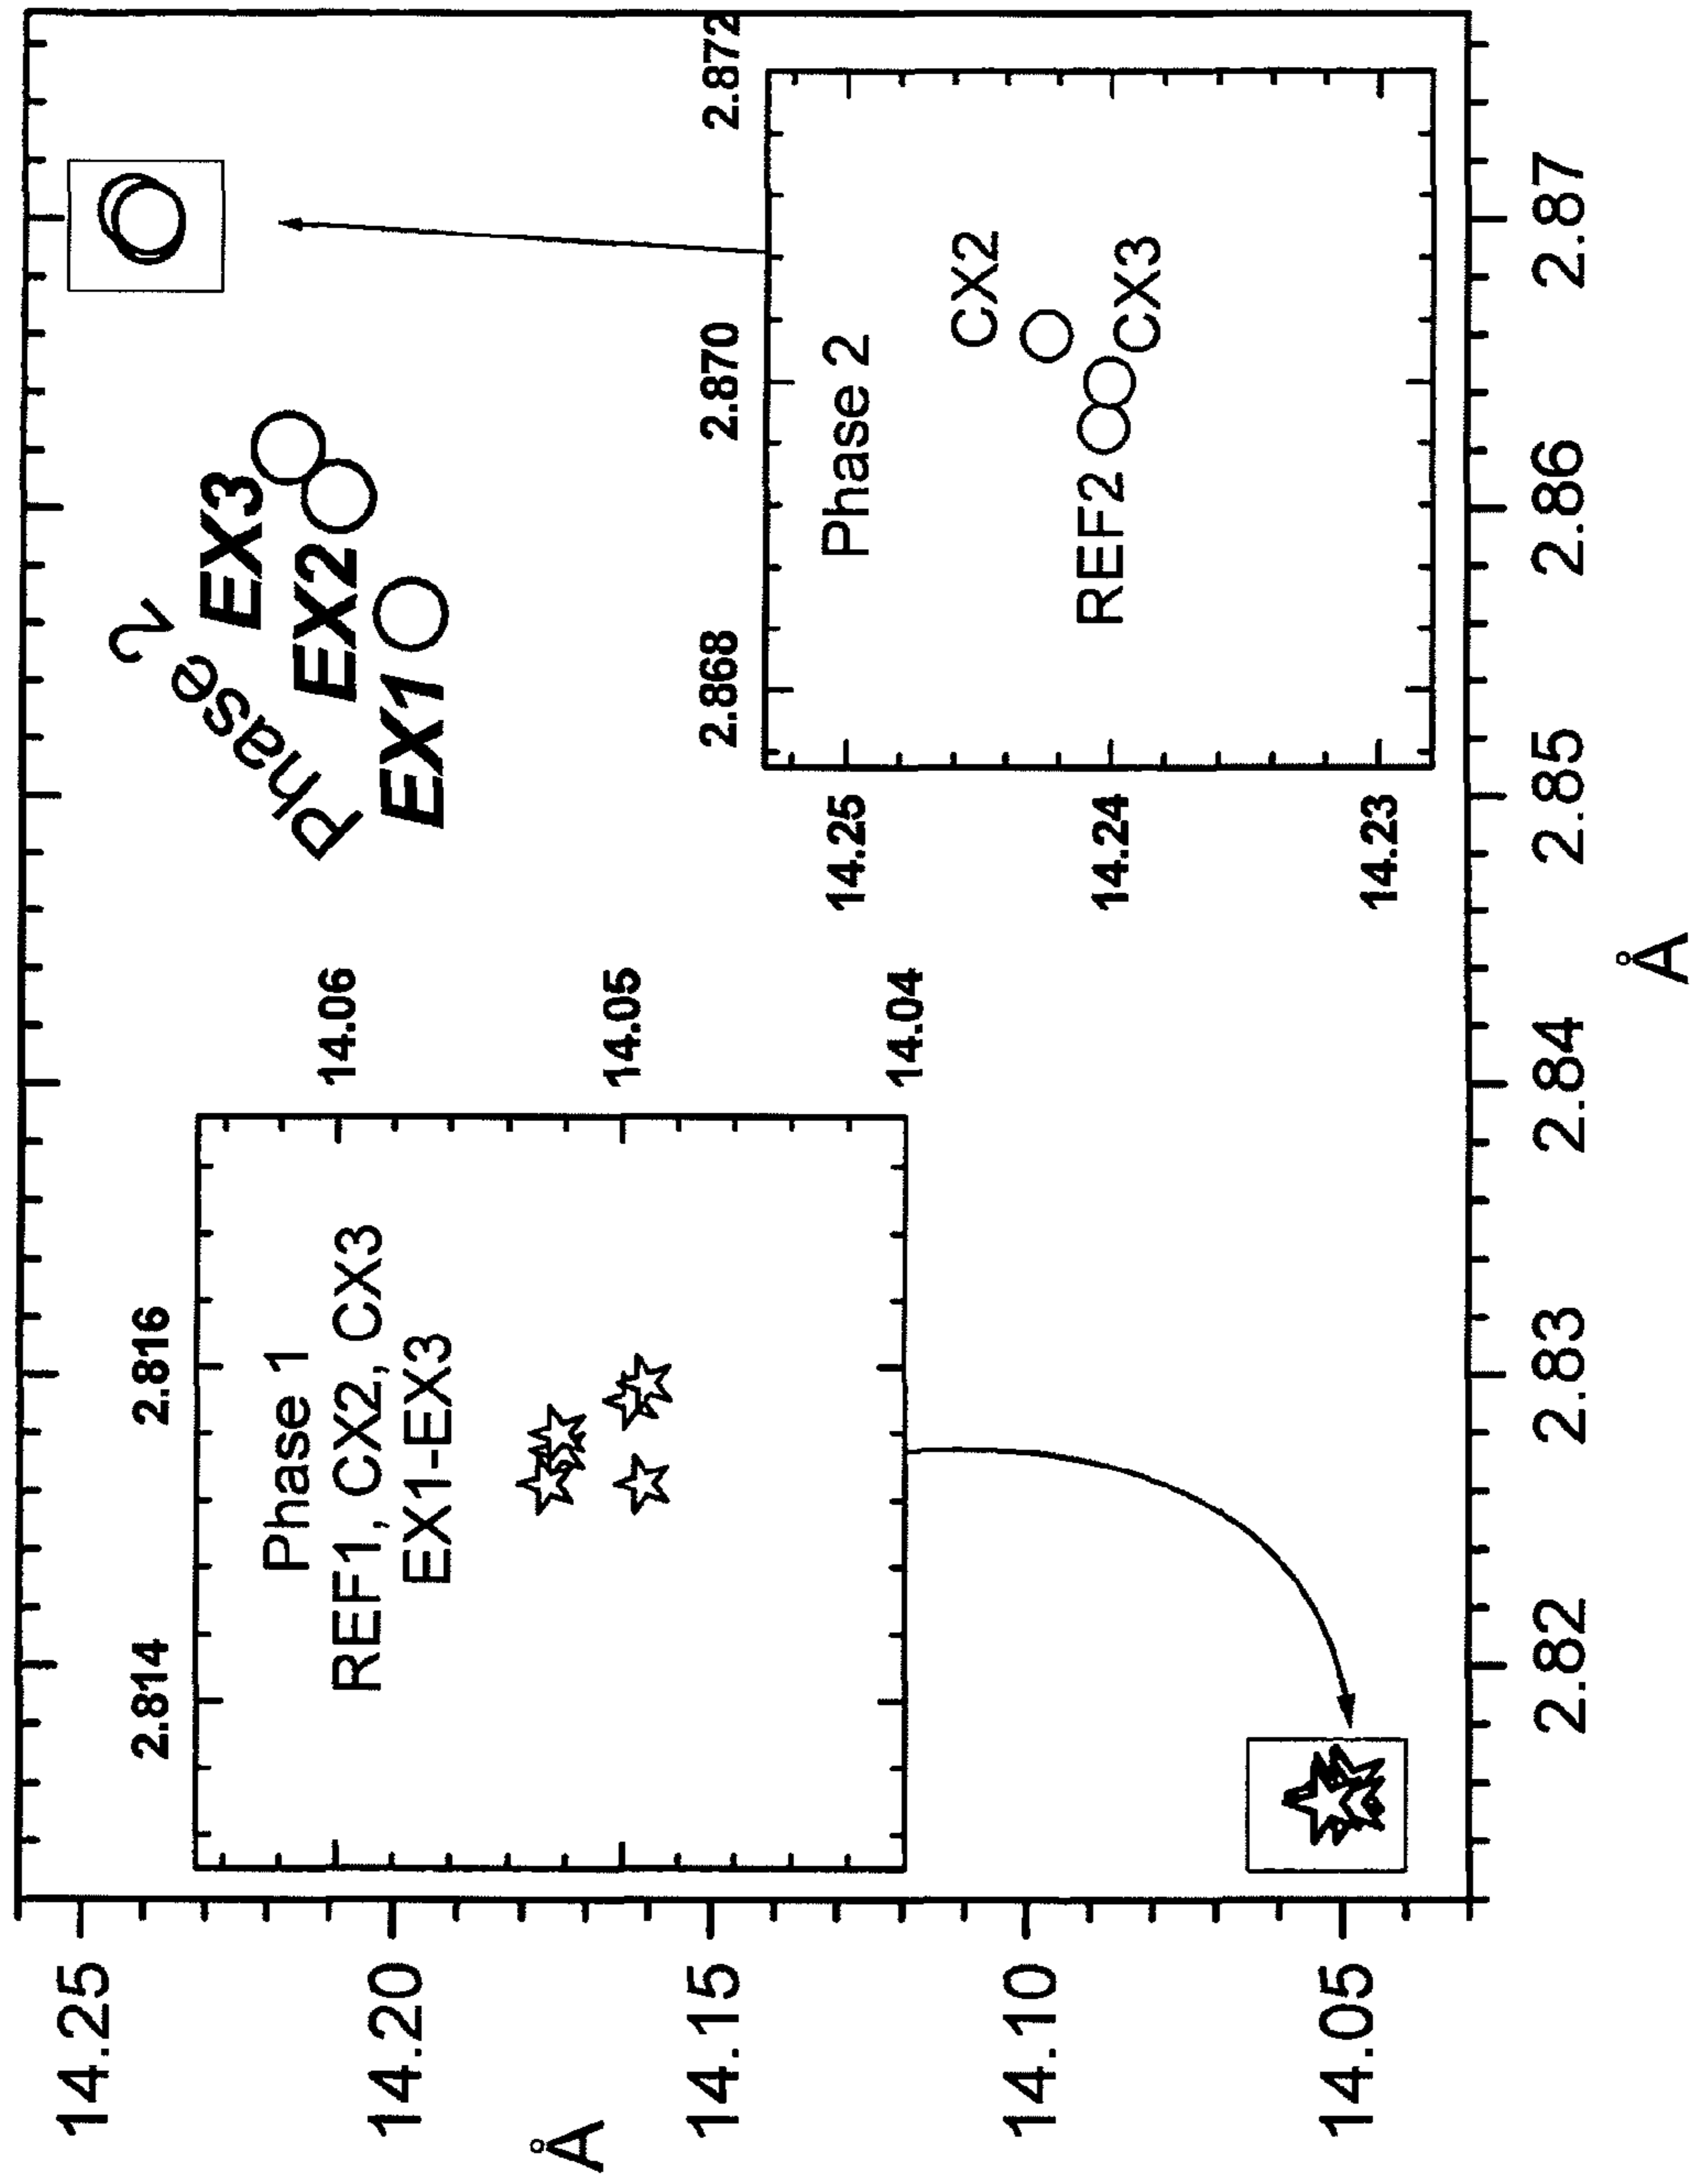 14.25
14.20
14.15
14.10
14.05
Å
2.814
2.816
Phase 1
REF1, CX2, CX3
EX1-EX3
14.06
14.05
14.04
Phase 2
EX3
EX2
EX1
2.868
2.870
2.872
14.25
14.24
14.23
Phase 2
CX2
REF2
CX3
2.82
2.83
2.84
2.85
2.86
2.87
Å